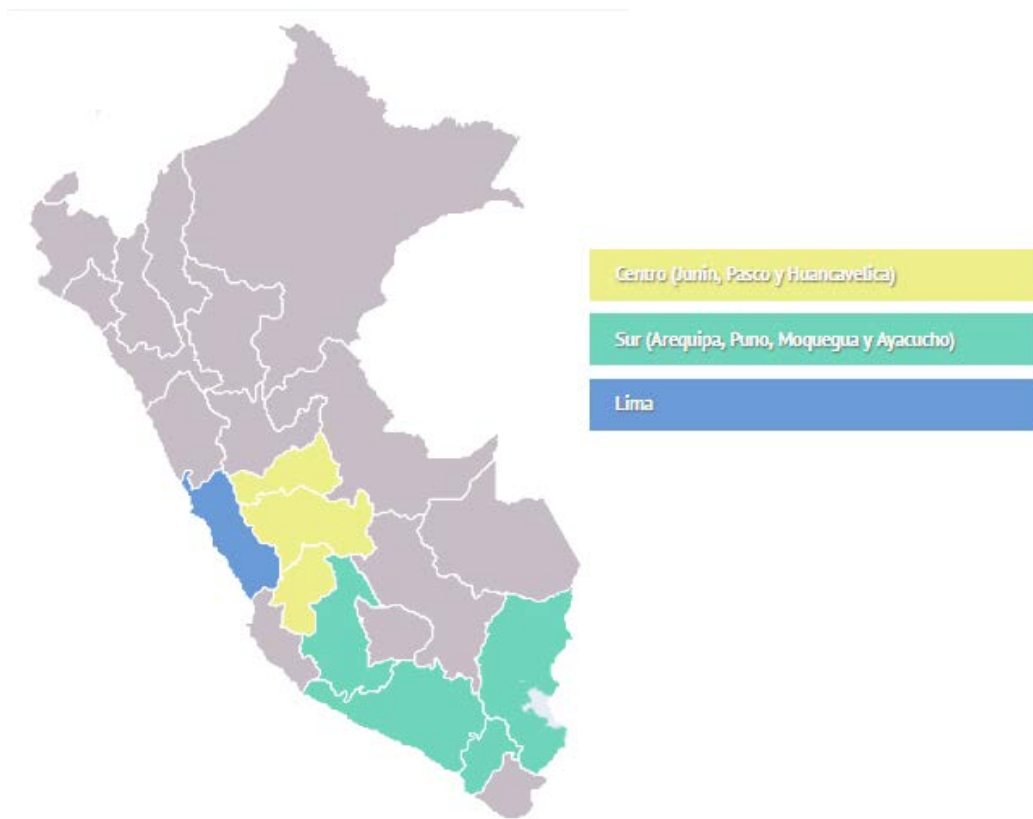 Centro (Junín, Pasco y Huancavelica)
Sur (Arequipa, Puno, Moquegua y Ayacucho)
Lima